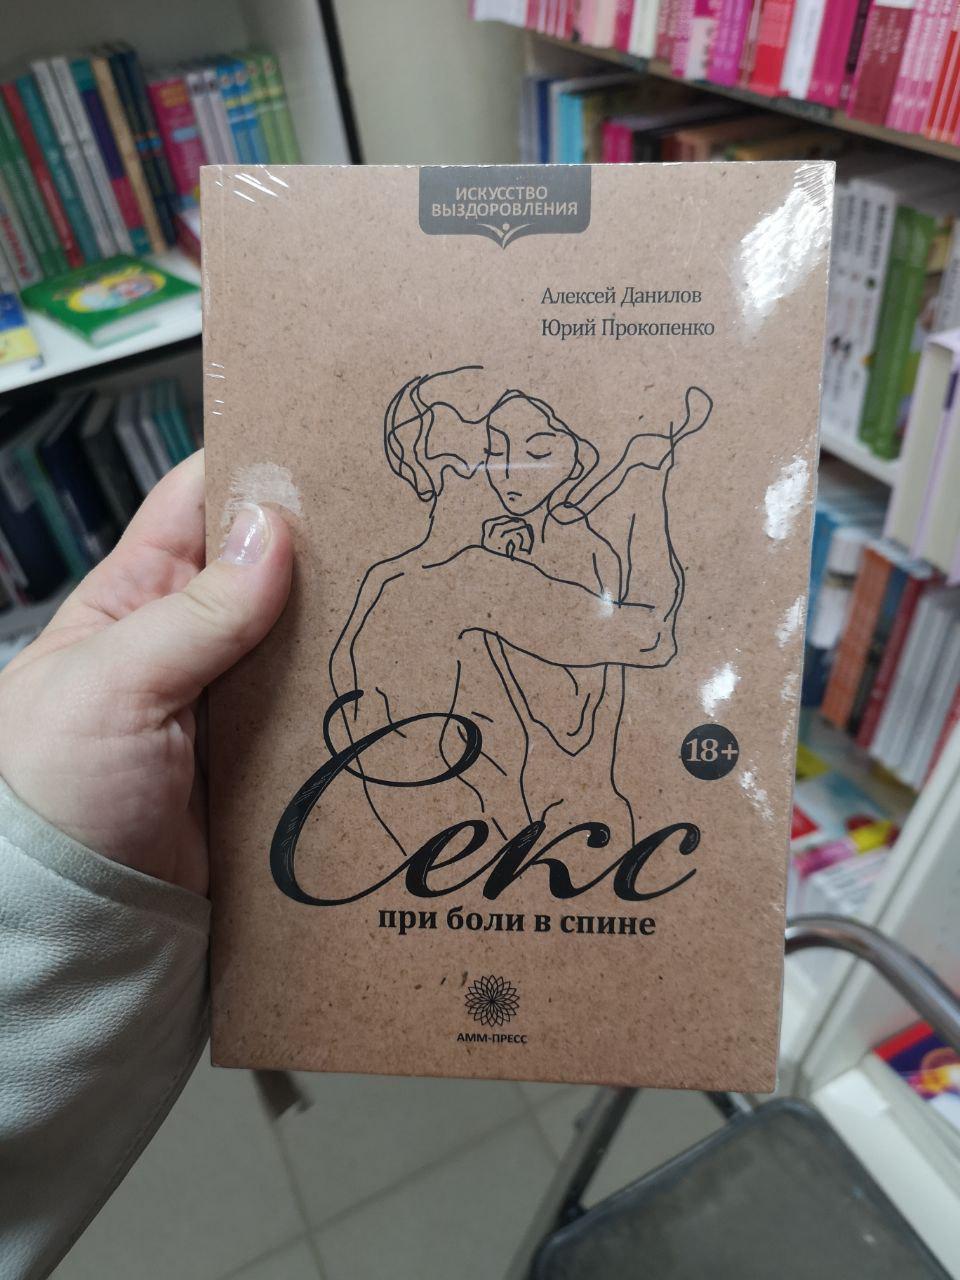 ИСКУССТВО
ВЫЗДОРОВЛЕНИЯ
Алексей Данилов
Юрий Прокопенко
18+
Секс
при боли в спине
АММ-ПРЕСС